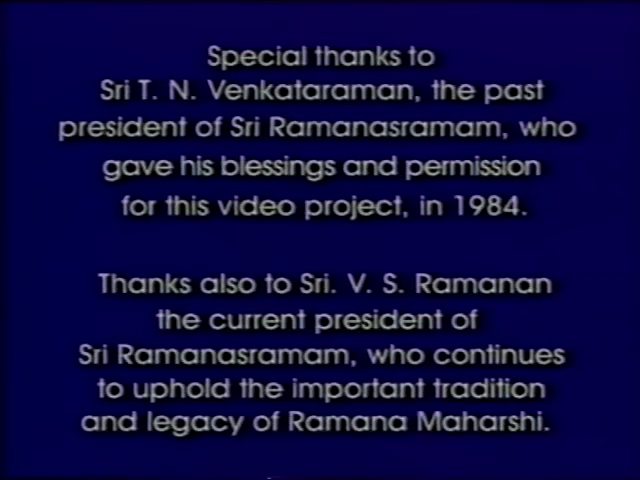 Special thanks to
Sri T. N. Venkataraman, the past
president of Sri Ramanasramam, who
gave his blessings and permission
for this video project, in 1984.
Thanks also to Sri. V. S. Ramanan
the current president of
Sri Ramanasramam, who continues
to uphold the important tradition
and legacy of Ramana Maharshi.